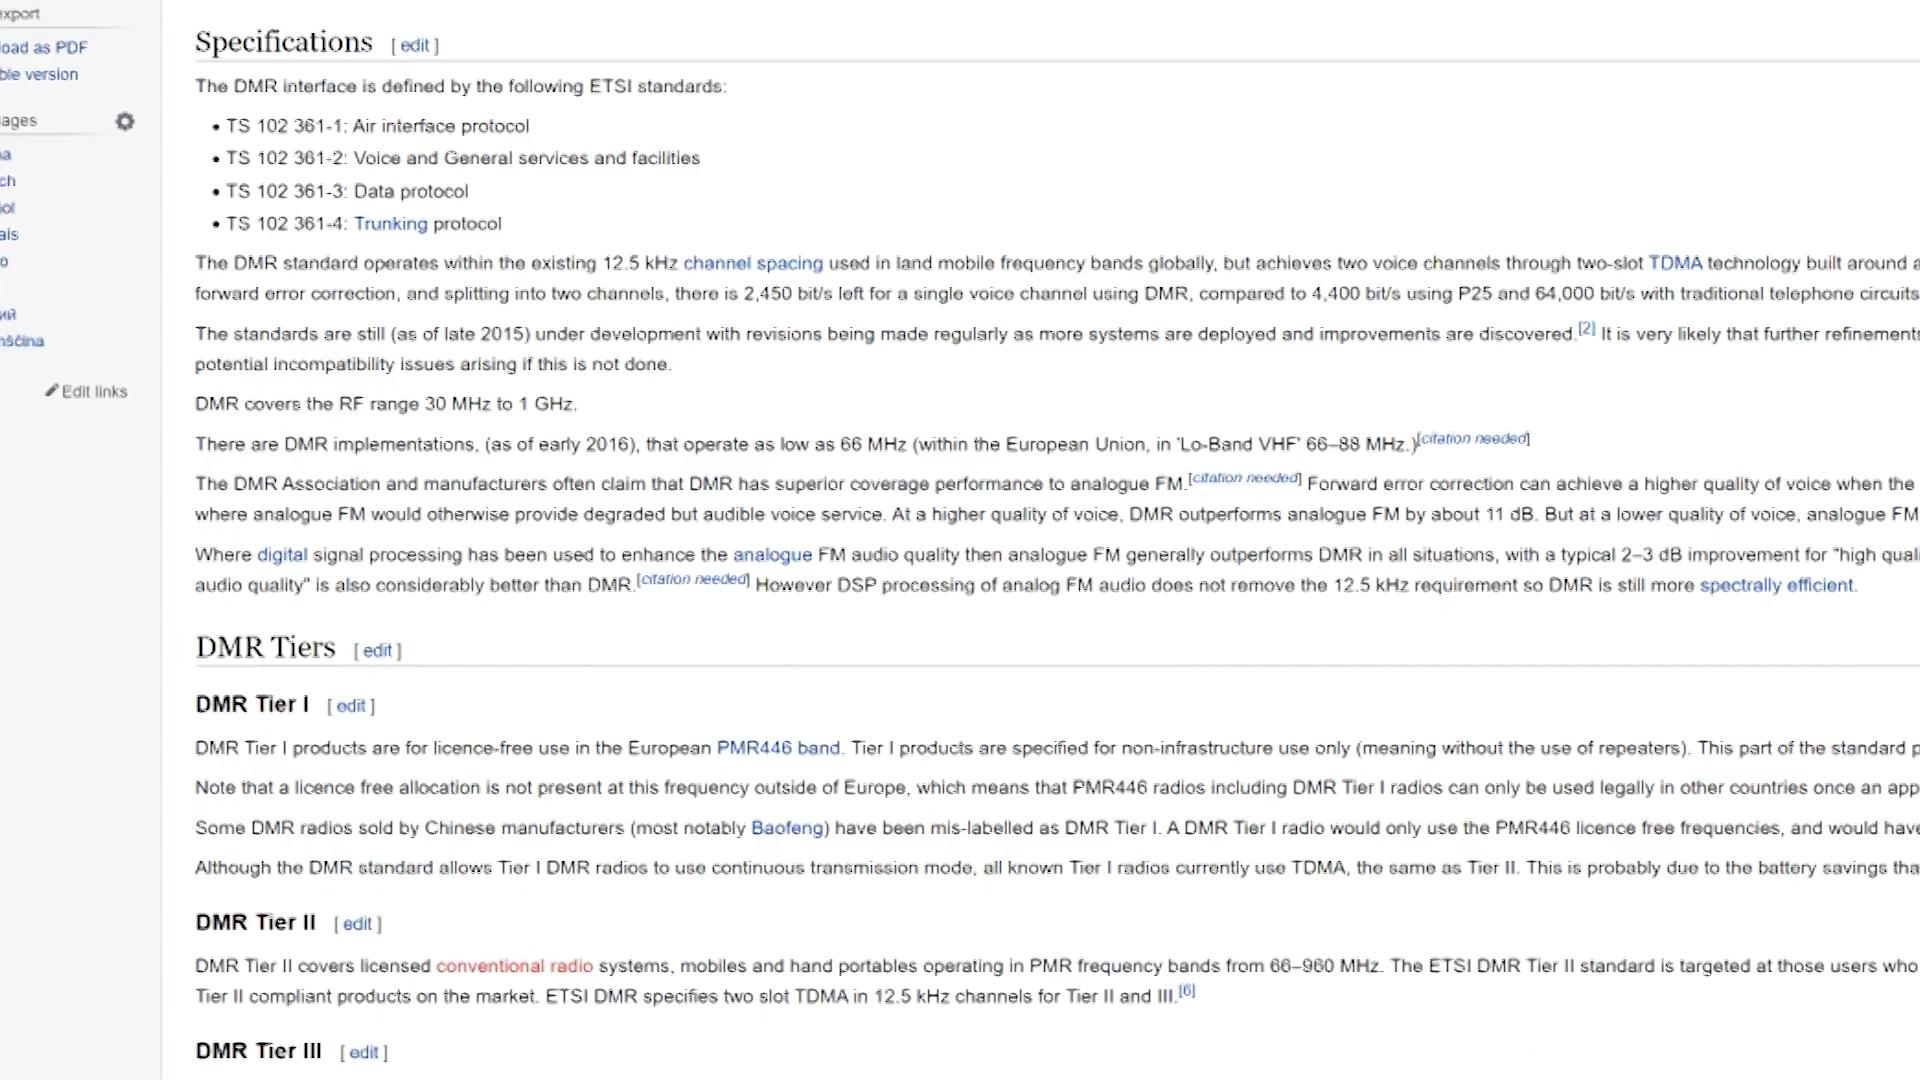 export
load as PDF
ble version
ages
a
ch
ol
ais
o
ий
nščina
Edit links
Specifications [ edit ]
The DMR interface is defined by the following ETSI standards:
• TS 102 361-1: Air interface protocol
• TS 102 361-2: Voice and General services and facilities
• TS 102 361-3: Data protocol
• TS 102 361-4: Trunking protocol
The DMR standard operates within the existing 12.5 kHz channel spacing used in land mobile frequency bands globally, but achieves two voice channels through two-slot TDMA technology built around a
forward error correction, and splitting into two channels, there is 2,450 bit/s left for a single voice channel using DMR, compared to 4,400 bit/s using P25 and 64,000 bit/s with traditional telephone circuits
The standards are still (as of late 2015) under development with revisions being made regularly as more systems are deployed and improvements are discovered.[2] It is very likely that further refinements
potential incompatibility issues arising if this is not done.
DMR covers the RF range 30 MHz to 1 GHz.
There are DMR implementations, (as of early 2016), that operate as low as 66 MHz (within the European Union, in 'Lo-Band VHF' 66–88 MHz.)[citation needed]
The DMR Association and manufacturers often claim that DMR has superior coverage performance to analogue FM.[citation needed] Forward error correction can achieve a higher quality of voice when the
where analogue FM would otherwise provide degraded but audible voice service. At a higher quality of voice, DMR outperforms analogue FM by about 11 dB. But at a lower quality of voice, analogue FM
Where digital signal processing has been used to enhance the analogue FM audio quality then analogue FM generally outperforms DMR in all situations, with a typical 2–3 dB improvement for "high quali
audio quality" is also considerably better than DMR.[citation needed] However DSP processing of analog FM audio does not remove the 12.5 kHz requirement so DMR is still more spectrally efficient.
DMR Tiers [ edit ]
DMR Tier I [ edit ]
DMR Tier I products are for licence-free use in the European PMR446 band. Tier I products are specified for non-infrastructure use only (meaning without the use of repeaters). This part of the standard p
Note that a licence free allocation is not present at this frequency outside of Europe, which means that PMR446 radios including DMR Tier I radios can only be used legally in other countries once an app
Some DMR radios sold by Chinese manufacturers (most notably Baofeng) have been mis-labelled as DMR Tier I. A DMR Tier I radio would only use the PMR446 licence free frequencies, and would have
Although the DMR standard allows Tier I DMR radios to use continuous transmission mode, all known Tier I radios currently use TDMA, the same as Tier II. This is probably due to the battery savings tha
DMR Tier II [ edit ]
DMR Tier II covers licensed conventional radio systems, mobiles and hand portables operating in PMR frequency bands from 66–960 MHz. The ETSI DMR Tier II standard is targeted at those users who
Tier II compliant products on the market. ETSI DMR specifies two slot TDMA in 12.5 kHz channels for Tier II and III.[6]
DMR Tier III [ edit ]